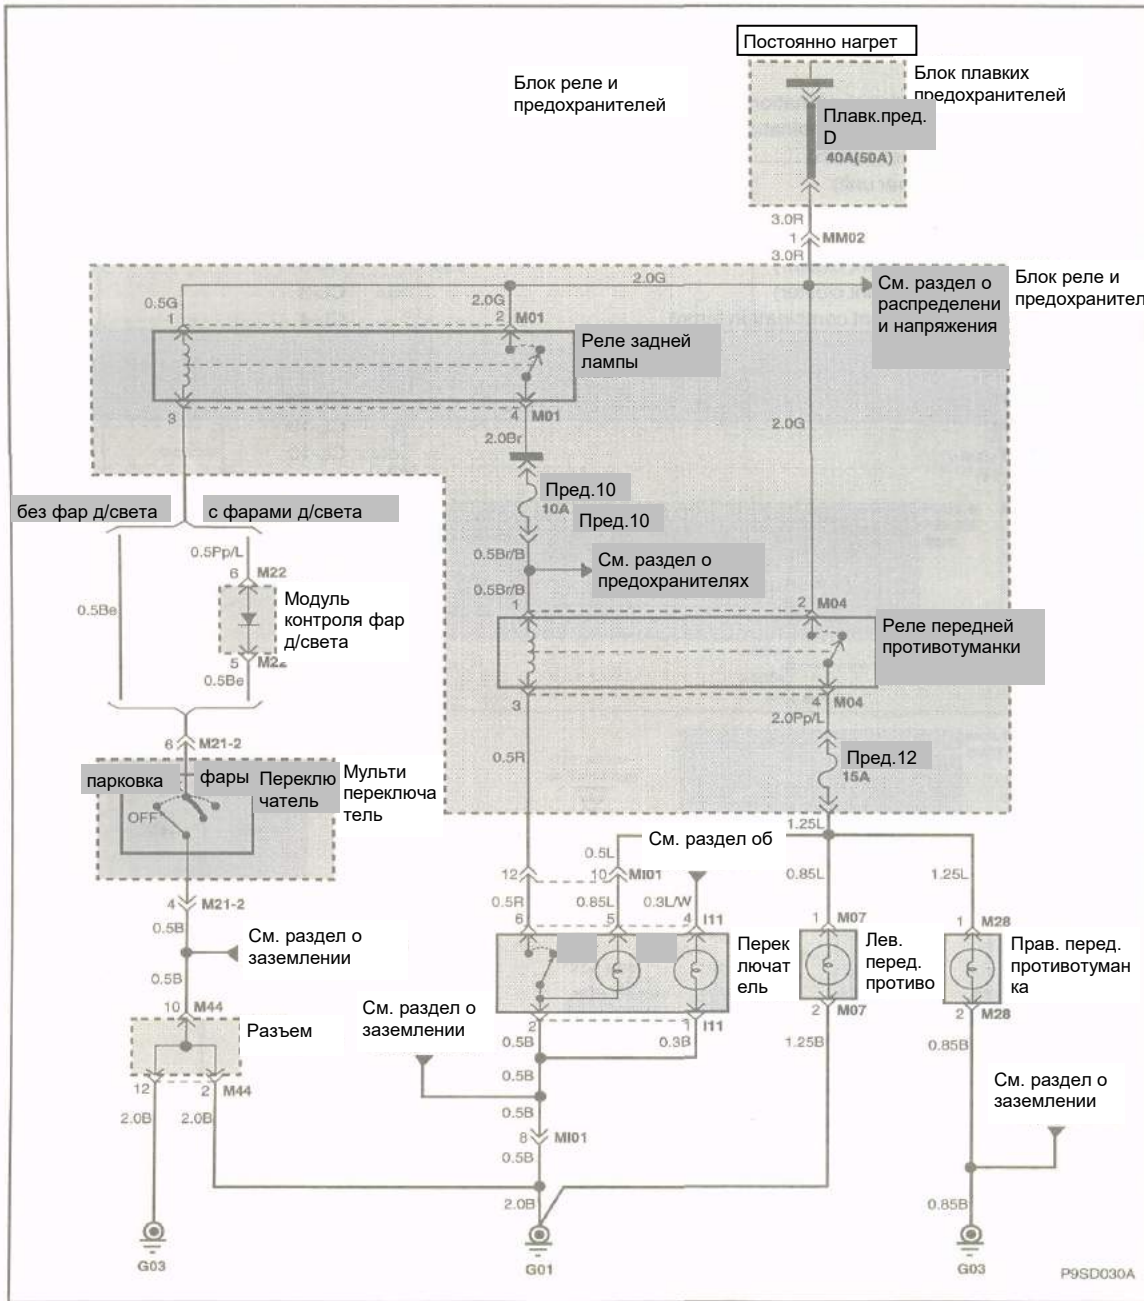 Постоянно нагрет
Блок реле и
предохранителей
Блок плавких
предохранителей
Плавк.пред.
D
40A(50A)
3.0R
1
MM02
3.0R
2.0G
См. раздел о
распределени
и напряжения
Блок реле и
предохранител
0.5G
2.0G
1
2
M01
Реле задней
лампы
3
4
M01
2.0Br
2.0G
Пред.10
10A
Пред.10
без фар д/света
с фарами д/света
0.5Pp/L
6
M22
0.5Br/B
См. раздел о
предохранителях
0.5Br/B
0.5Be
Модуль
контроля фар
д/света
1
2
M04
Реле передней
противотуманки
5
M22
0.5Be
3
4
M04
2.0Pp/L
6
M21-2
0.5R
Пред.12
15A
парковка
фары
Переклю
чатель
Мульти
переключа
тель
OFF
1.25L
См. раздел об
0.5L
12
10
MI01
0.85L
1.25L
4
M21-2
0.5R
0.85L
0.3L/W
0.5B
6
5
4
I11
1
M07
1
M28
См. раздел о
заземлении
Перек
лючат
ель
Лев.
перед.
противо
Прав. перед.
противотуман
ка
0.5B
10
M44
См. раздел о
заземлении
2
1
I11
2
M07
2
M28
Разъем
0.5B
0.3B
1.25B
0.85B
0.5B
12
2
M44
См. раздел о
заземлении
2.0B
2.0B
0.5B
8
MI01
0.5B
2.0B
0.85B
G03
G01
G03
P9SD030A